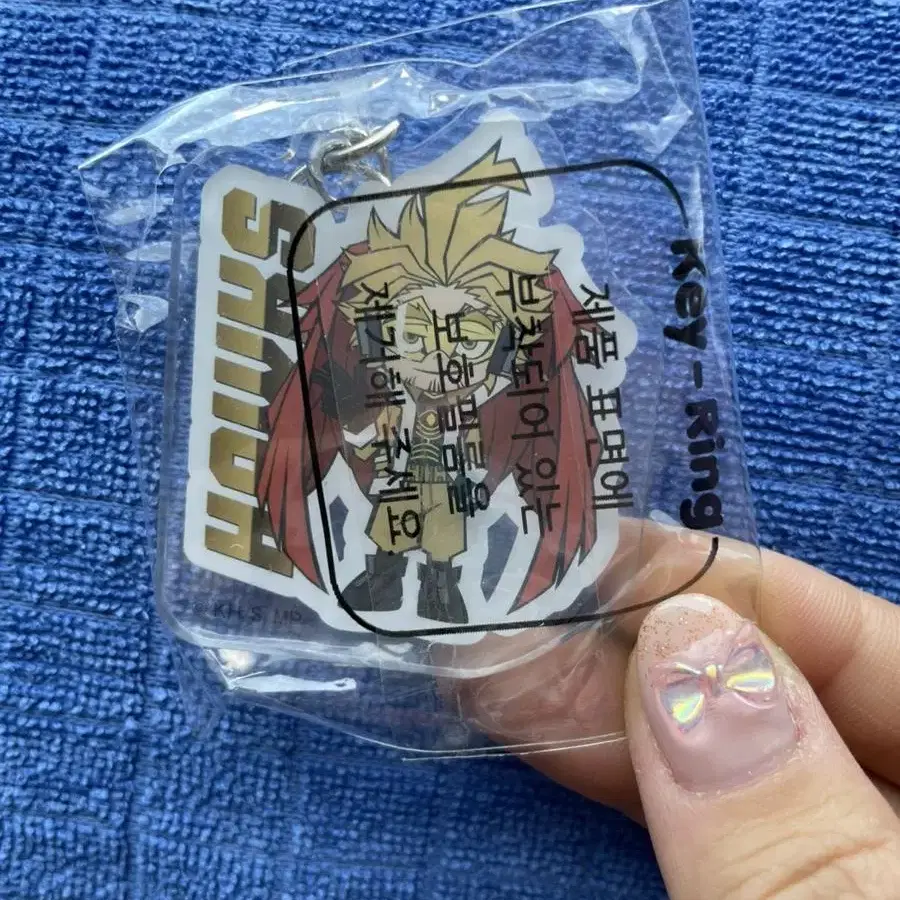 Key-Ring
제품 표면에
부착되어 있는
보호필름을
제거해 주세요.